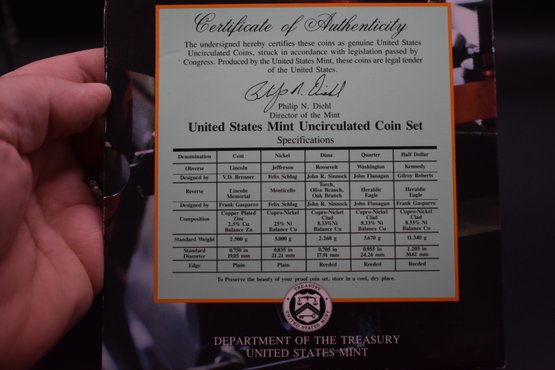 Certificate of Authenticity
The undersigned hereby certifies these coins as genuine United States
Uncirculated Coins, struck in accordance with legislation passed by
Congress. Produced by the United States Mint, these coins are legal tender
of the United States.
Philip N. Diehl
Philip N. Diehl
Director of the Mint
United States Mint Uncirculated Coin Set
Specifications
Denomination Cent Nickel Dime Quarter Half Dollar
Obverse Lincoln Jefferson Roosevelt Washington Kennedy
Designed by V.D. Brenner Felix Schlag John R. Sinnock John Flanagan Gilroy Roberts
Reverse Lincoln Memorial Monticello Torch, Olive Branch, Oak Branch Heraldic Eagle Heraldic Eagle
Designed by Frank Gasparro Felix Schlag John R. Sinnock John Flanagan Frank Gasparro
Composition Copper Plated Zinc 2.5% Cu Balance Zn Cupro-Nickel 25% Ni Balance Cu Cupro-Nickel Clad 8.33%Ni Balance Cu Cupro-Nickel Clad 8.33% Ni Balance Cu Cupro-Nickel Clad 8.33% Ni Balance Cu
Standard Weight 2.500 g 5.000 g 2.268 g 5.670 g 11.340 g
Standard Diameter 0.750 in 19.05 mm 0.835 in 21.21 mm 0.705 in 17.91 mm 0.955 in 24.26 mm 1.205 in 30.61 mm
Edge Plain Plain Reeded Reeded Reeded
To Preserve the beauty of your proof coin set, store in a cool, dry place.
TREASURY
UNITED STATES MINT
DEPARTMENT OF THE TREASURY
UNITED STATES MINT